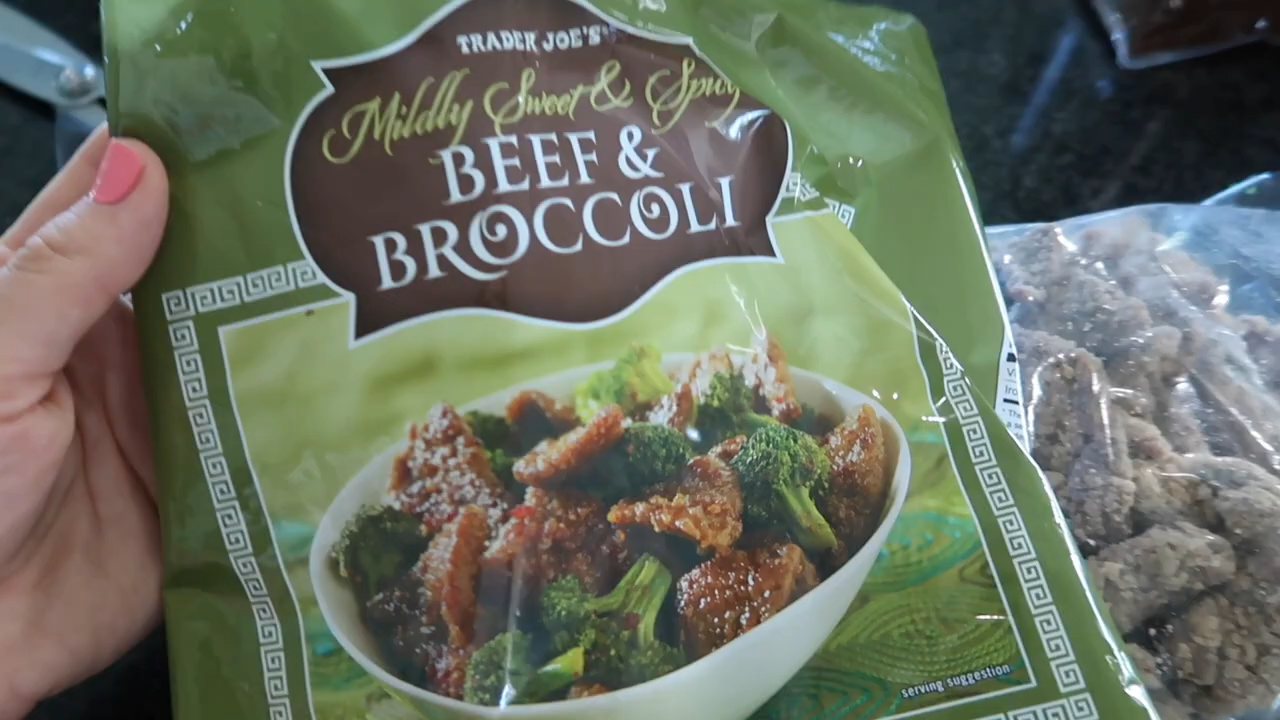 TRADER JOE'S
Mildly Sweet & Spicy
BEEF &
BROCCOLI
serving suggestion